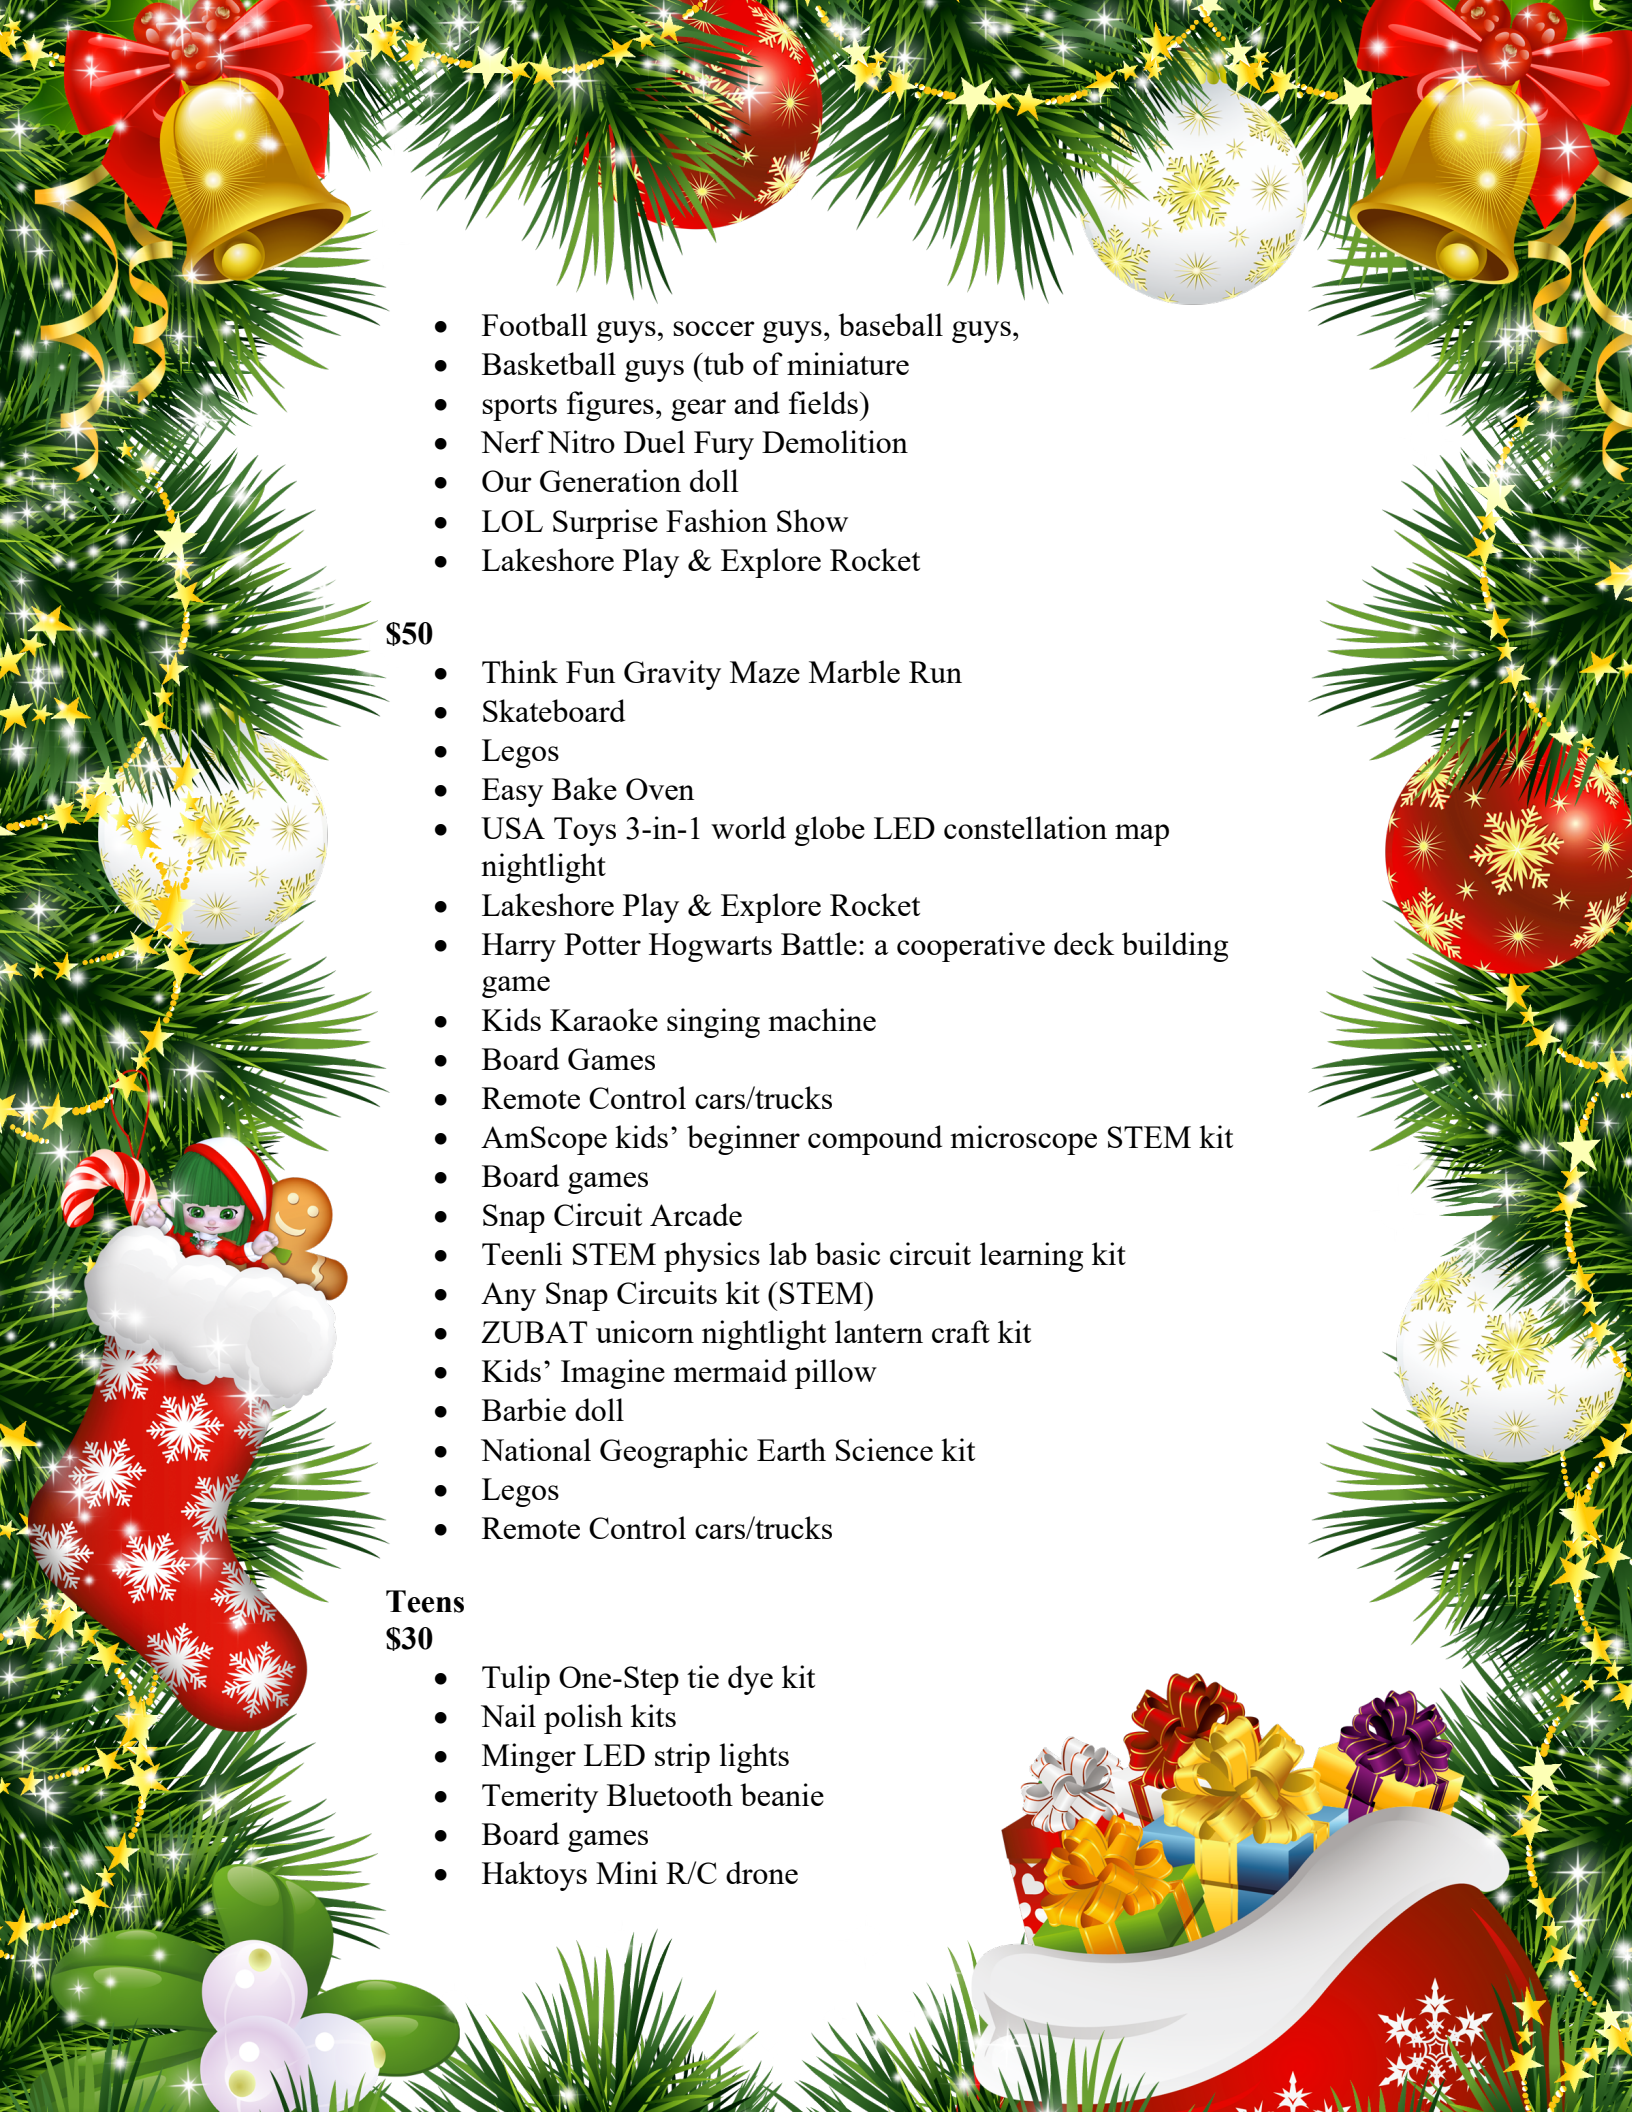 • Football guys, soccer guys, baseball guys,
• Basketball guys (tub of miniature
• sports figures, gear and fields)
• Nerf Nitro Duel Fury Demolition
• Our Generation doll
• LOL Surprise Fashion Show
• Lakeshore Play & Explore Rocket
$50
• Think Fun Gravity Maze Marble Run
• Skateboard
• Legos
• Easy Bake Oven
• USA Toys 3-in-1 world globe LED constellation map
nightlight
• Lakeshore Play & Explore Rocket
• Harry Potter Hogwarts Battle: a cooperative deck building
game
• Kids Karaoke singing machine
• Board Games
• Remote Control cars/trucks
• AmScope kids’ beginner compound microscope STEM kit
• Board games
• Snap Circuit Arcade
• Teenli STEM physics lab basic circuit learning kit
• Any Snap Circuits kit (STEM)
• ZUBAT unicorn nightlight lantern craft kit
• Kids’ Imagine mermaid pillow
• Barbie doll
• National Geographic Earth Science kit
• Legos
• Remote Control cars/trucks
Teens
$30
• Tulip One-Step tie dye kit
• Nail polish kits
• Minger LED strip lights
• Temerity Bluetooth beanie
• Board games
• Haktoys Mini R/C drone